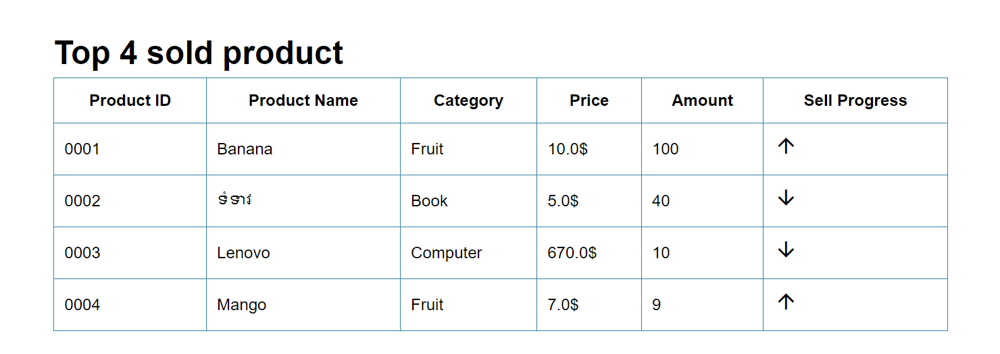 Top 4 sold product
Product ID Product Name Category Price Amount Sell Progress
0001 Banana Fruit 10.0$ 100 ↑
0002 ទំទាវ Book 5.0$ 40 ↓
0003 Lenovo Computer 670.0$ 10 ↓
0004 Mango Fruit 7.0$ 9 ↑